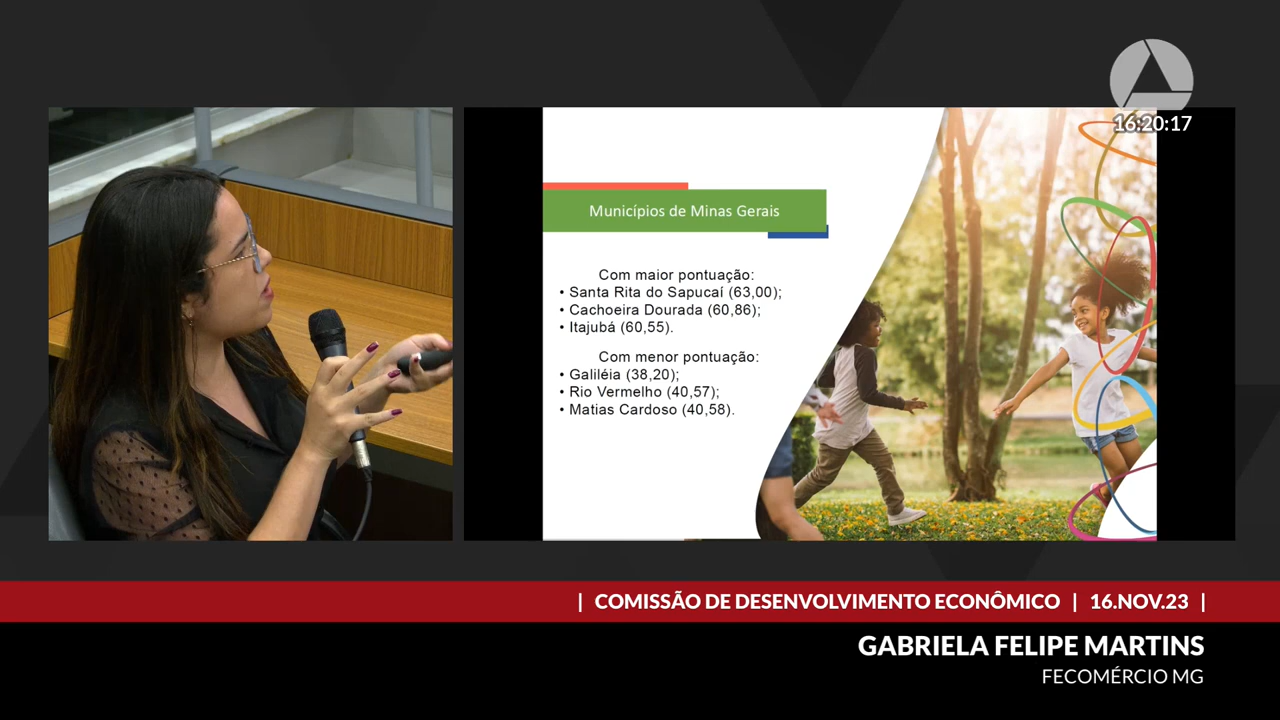 16:20:17
Municípios de Minas Gerais
Com maior pontuação:
• Santa Rita do Sapucaí (63,00);
• Cachoeira Dourada (60,86);
• Itajubá (60,55).
Com menor pontuação:
• Galiléia (38,20);
• Rio Vermelho (40,57);
• Matias Cardoso (40,58).
| COMISSÃO DE DESENVOLVIMENTO ECONÔMICO | 16.NOV.23 |
GABRIELA FELIPE MARTINS
FECOMÉRCIO MG